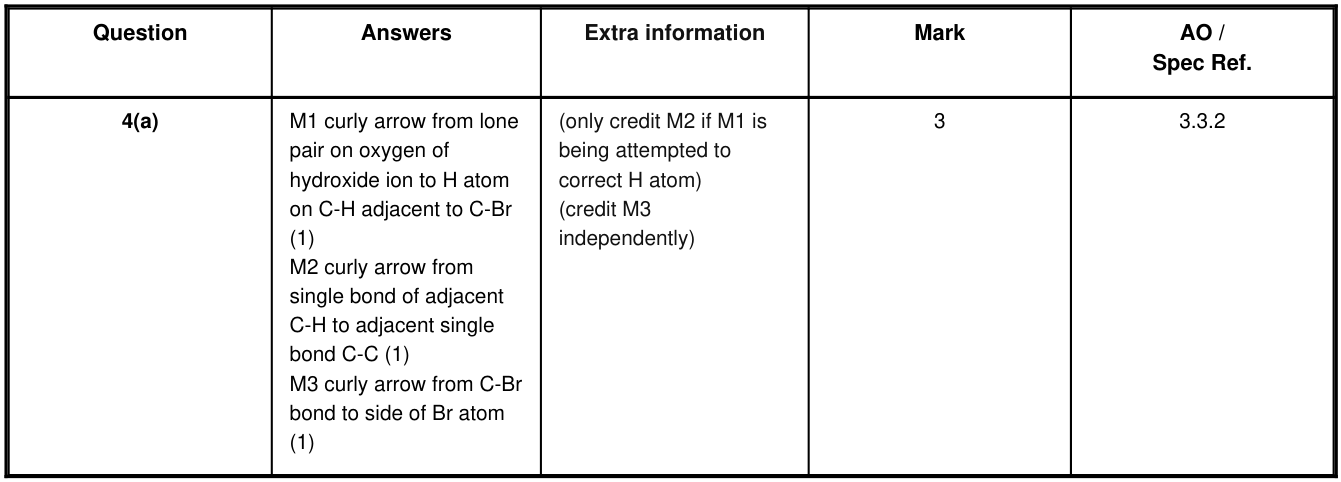 Question Answers Extra information Mark AO /
Spec Ref.
4(a)
M1 curly arrow from lone
pair on oxygen of
hydroxide ion to H atom
on C-H adjacent to C-Br
(1)
M2 curly arrow from
single bond of adjacent
C-H to adjacent single
bond C-C (1)
M3 curly arrow from C-Br
bond to side of Br atom
(1)
(only credit M2 if M1 is
being attempted to
correct H atom)
(credit M3
independently)
3
3.3.2